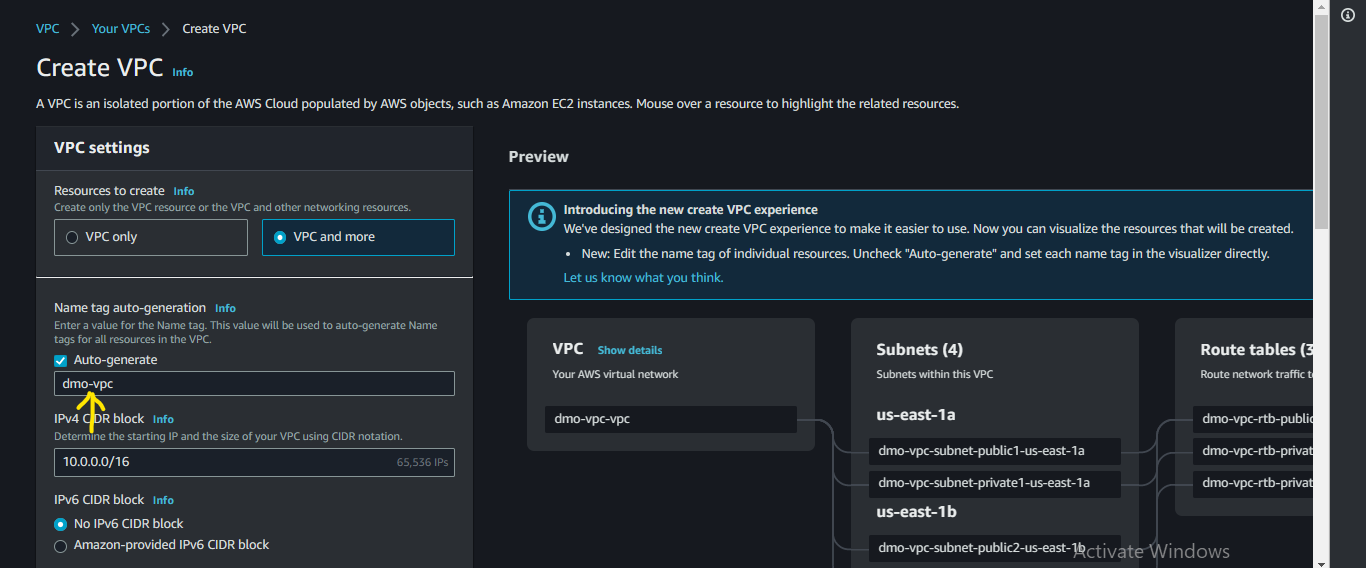 VPC > Your VPCs > Create VPC
Create VPC Info
A VPC is an isolated portion of the AWS Cloud populated by AWS objects, such as Amazon EC2 instances. Mouse over a resource to highlight the related resources.
VPC settings
Resources to create Info
Create only the VPC resource or the VPC and other networking resources.
VPC only
VPC and more
Name tag auto-generation Info
Enter a value for the Name tag. This value will be used to auto-generate Name
tags for all resources in the VPC.
Auto-generate
dmo-vpc
IPv4 CIDR block Info
Determine the starting IP and the size of your VPC using CIDR notation.
10.0.0.0/16 65,536 IPs
IPv6 CIDR block Info
No IPv6 CIDR block
Amazon-provided IPv6 CIDR block
Preview
Introducing the new create VPC experience
We've designed the new create VPC experience to make it easier to use. Now you can visualize the resources that will be created.
• New: Edit the name tag of individual resources. Uncheck "Auto-generate" and set each name tag in the visualizer directly.
Let us know what you think.
VPC Show details
Your AWS virtual network
dmo-vpc-vpc
Subnets (4)
Subnets within this VPC
us-east-1a
dmo-vpc-subnet-public1-us-east-1a
dmo-vpc-subnet-private1-us-east-1a
us-east-1b
dmo-vpc-subnet-public2-us-east-1b
Route tables (3
Route network traffic to
dmo-vpc-rtb-public
dmo-vpc-rtb-privat
dmo-vpc-rtb-privat
Activate Windows